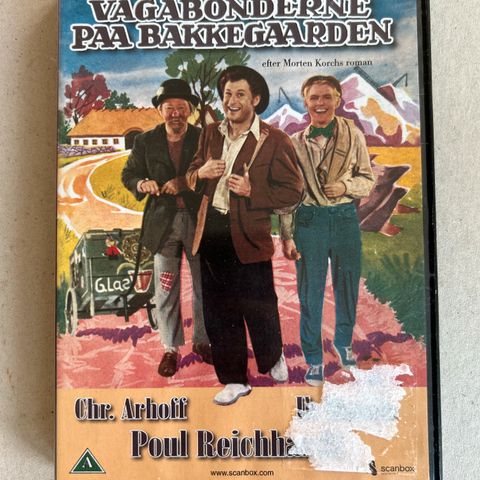 VAGABONDERNE
PAA BAKKEGAARDEN
efter Morten Korchs roman
Glas
Chr. Arhoff
Poul Reichha
A
www.scanbox.com
scanbox